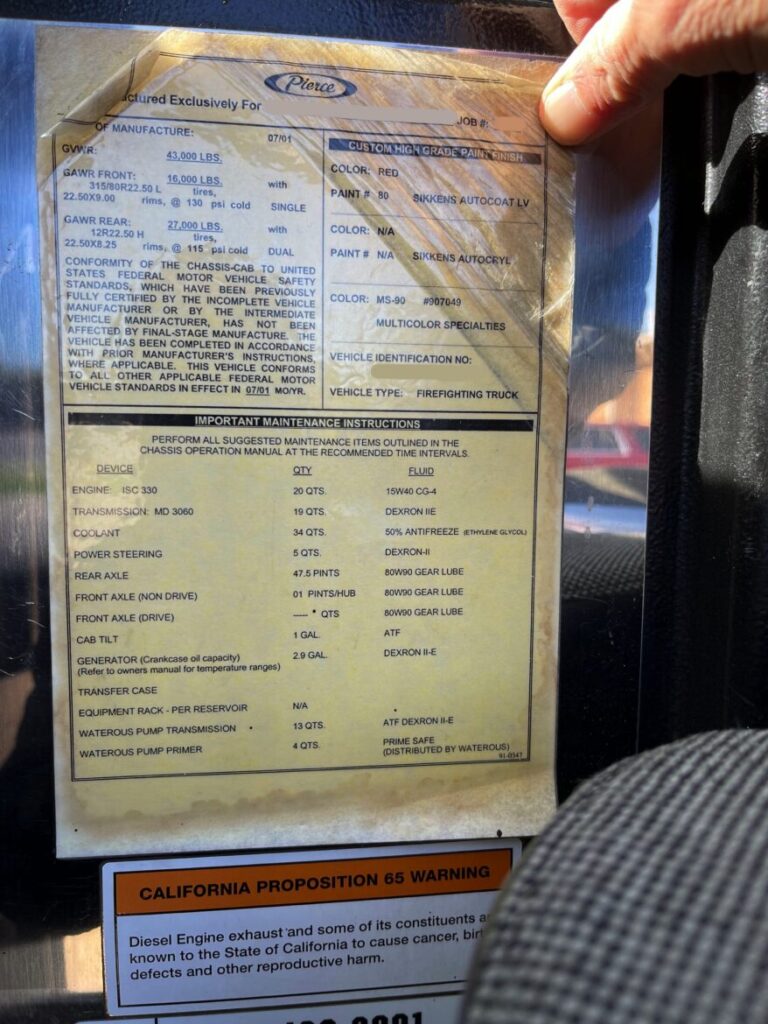 Pierce
ctured Exclusively For
JOB #:
OF MANUFACTURE: 07/01
GVWR: 43,000 LBS.
GAWR FRONT: 16,000 LBS. with
315/80R22.50 L tires,
22.50X9.00 rims, @ 130 psi cold SINGLE
GAWR REAR: 27,000 LBS. with
12R22.50 H tires,
22.50X8.25 rims, @ 115 psi cold DUAL
CONFORMITY OF THE CHASSIS-CAB TO UNITED
STATES FEDERAL MOTOR VEHICLE SAFETY
STANDARDS, WHICH HAVE BEEN PREVIOUSLY
FULLY CERTIFIED BY THE INCOMPLETE VEHICLE
MANUFACTURER OR BY THE INTERMEDIATE
VEHICLE MANUFACTURER, HAS NOT BEEN
AFFECTED BY FINAL-STAGE MANUFACTURE. THE
VEHICLE HAS BEEN COMPLETED IN ACCORDANCE
WITH PRIOR MANUFACTURER'S INSTRUCTIONS,
WHERE APPLICABLE. THIS VEHICLE CONFORMS
TO ALL OTHER APPLICABLE FEDERAL MOTOR
VEHICLE STANDARDS IN EFFECT IN 07/01 MO/YR.
CUSTOM HIGH GRADE PAINT FINISH
COLOR: RED
PAINT # 80 SIKKENS AUTOCOAT LV
COLOR: N/A
PAINT # N/A SIKKENS AUTOCRYL
COLOR: MS-90 #907049
MULTICOLOR SPECIALTIES
VEHICLE IDENTIFICATION NO:
VEHICLE TYPE: FIREFIGHTING TRUCK
IMPORTANT MAINTENANCE INSTRUCTIONS
PERFORM ALL SUGGESTED MAINTENANCE ITEMS OUTLINED IN THE
CHASSIS OPERATION MANUAL AT THE RECOMMENDED TIME INTERVALS.
DEVICE QTY FLUID
ENGINE: ISC 330 20 QTS. 15W40 CG-4
TRANSMISSION: MD 3060 19 QTS. DEXRON IIE
COOLANT 34 QTS. 50% ANTIFREEZE (ETHYLENE GLYCOL)
POWER STEERING 5 QTS. DEXRON-II
REAR AXLE 47.5 PINTS 80W90 GEAR LUBE
FRONT AXLE (NON DRIVE) 01 PINTS/HUB 80W90 GEAR LUBE
FRONT AXLE (DRIVE) ---- * QTS 80W90 GEAR LUBE
CAB TILT 1 GAL. ATF
GENERATOR (Crankcase oil capacity) 2.9 GAL. DEXRON II-E
(Refer to owners manual for temperature ranges)
TRANSFER CASE
EQUIPMENT RACK - PER RESERVOIR N/A
WATEROUS PUMP TRANSMISSION 13 QTS. ATF DEXRON II-E
WATEROUS PUMP PRIMER 4 QTS. PRIME SAFE
(DISTRIBUTED BY WATEROUS)
91-0347
CALIFORNIA PROPOSITION 65 WARNING
Diesel Engine exhaust and some of its constituents a
known to the State of California to cause cancer, birt
defects and other reproductive harm.